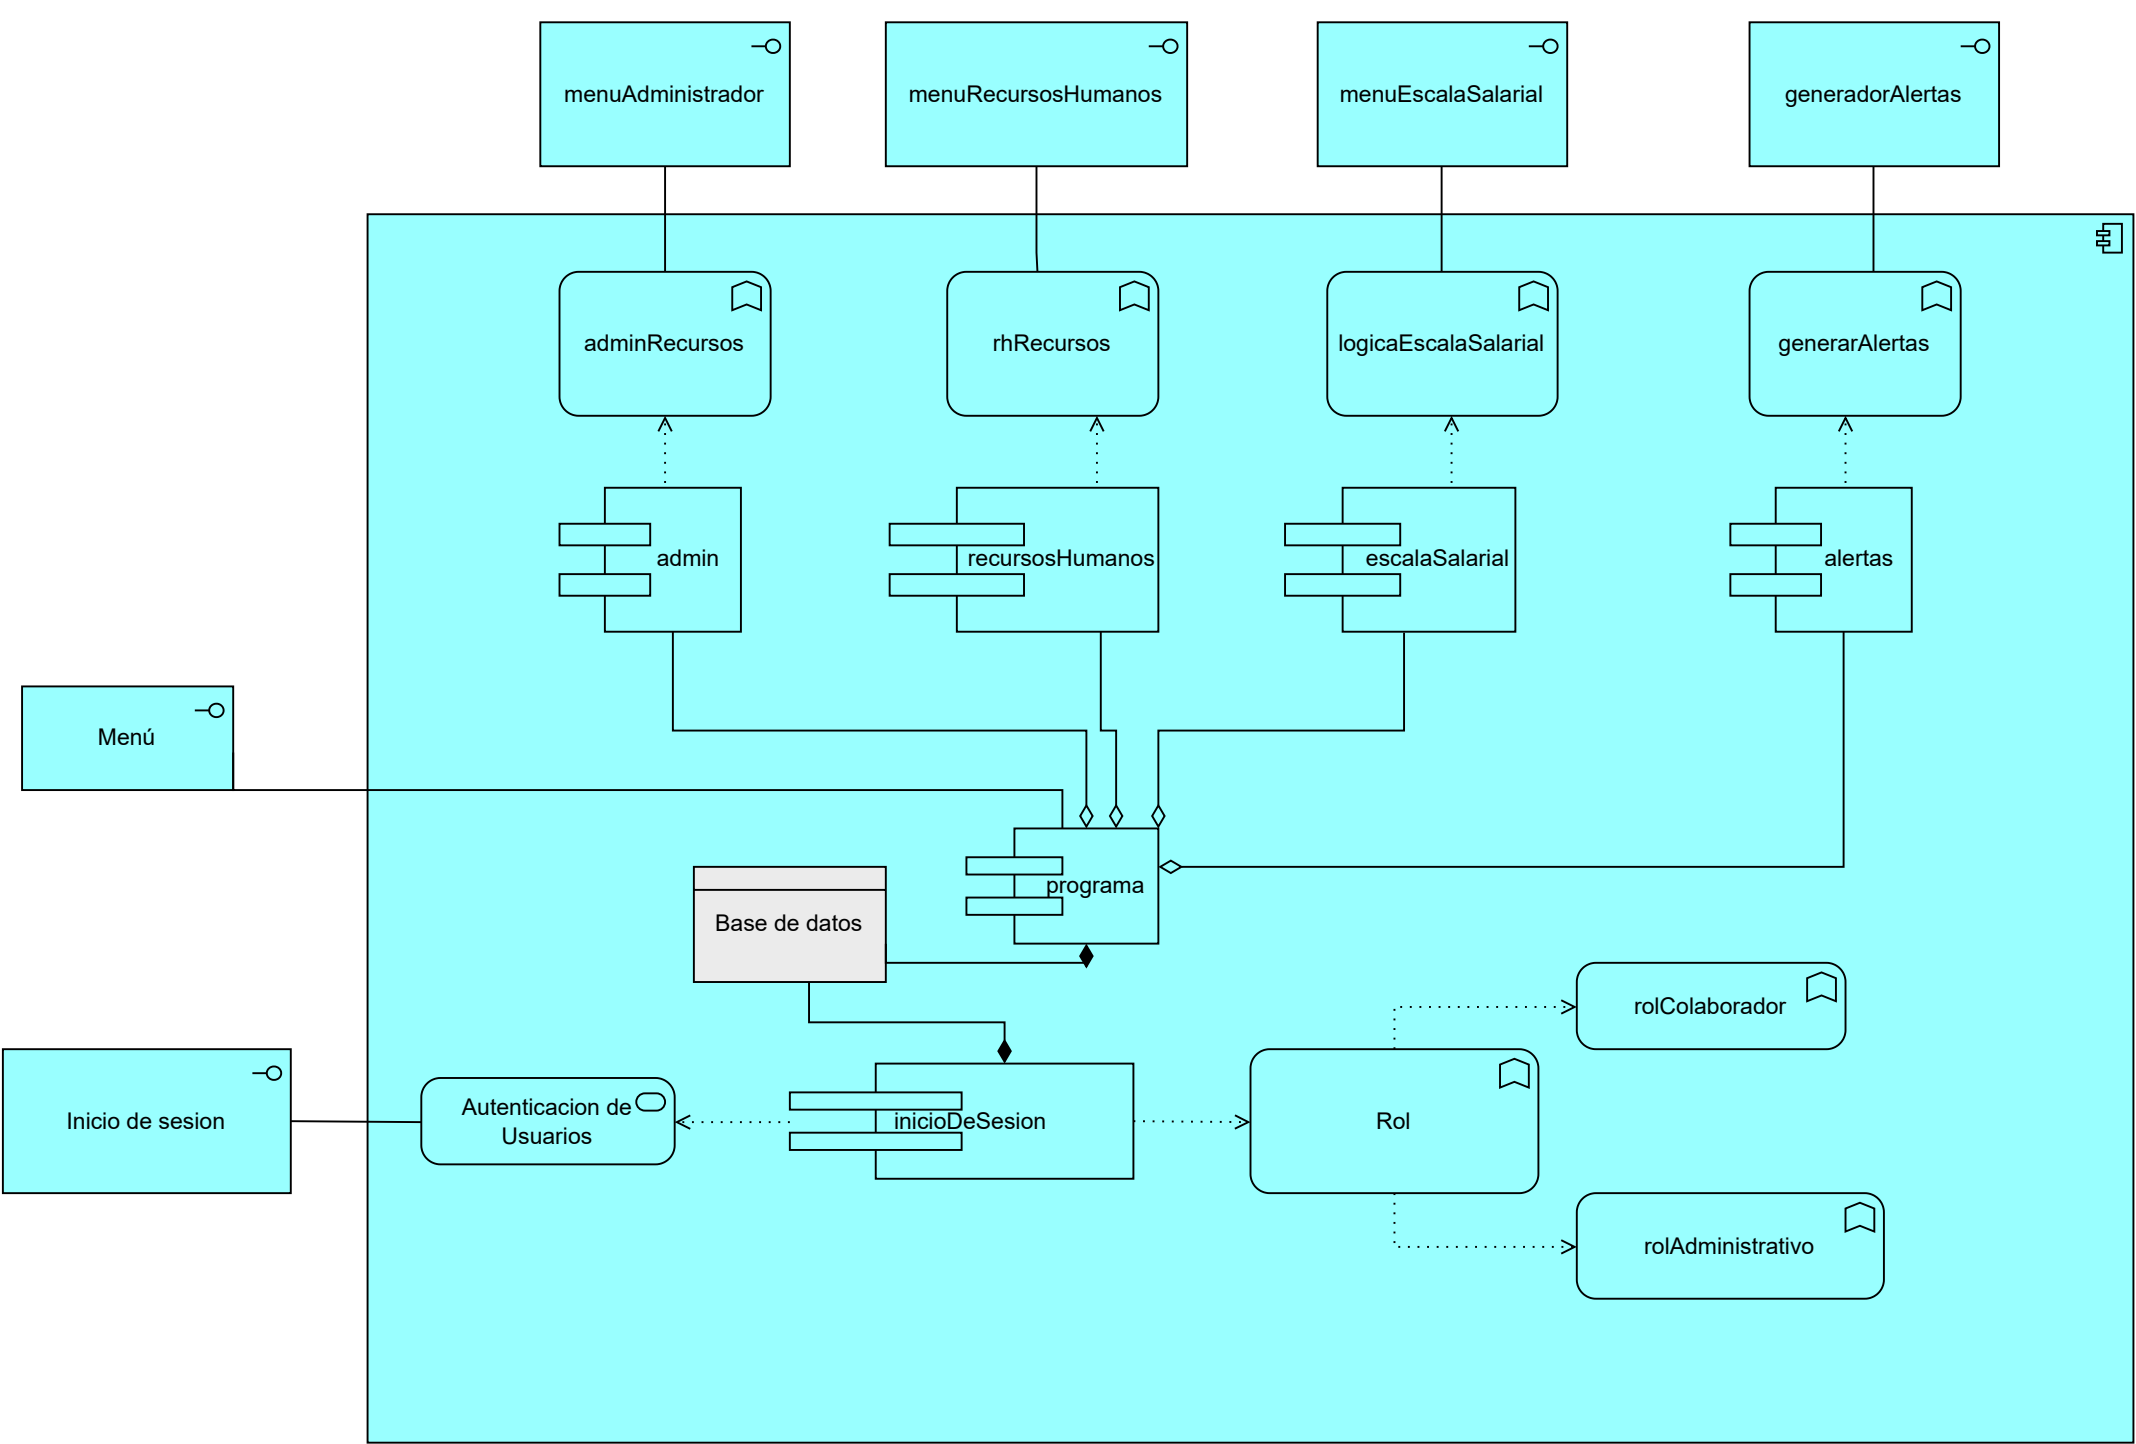 menuAdministrador
menuRecursosHumanos
menuEscalaSalarial
generadorAlertas
adminRecursos
rhRecursos
logicaEscalaSalarial
generarAlertas
admin
recursosHumanos
escalaSalarial
alertas
Menú
programa
Base de datos
rolColaborador
Inicio de sesion
Autenticacion de
Usuarios
inicioDeSesion
Rol
rolAdministrativo